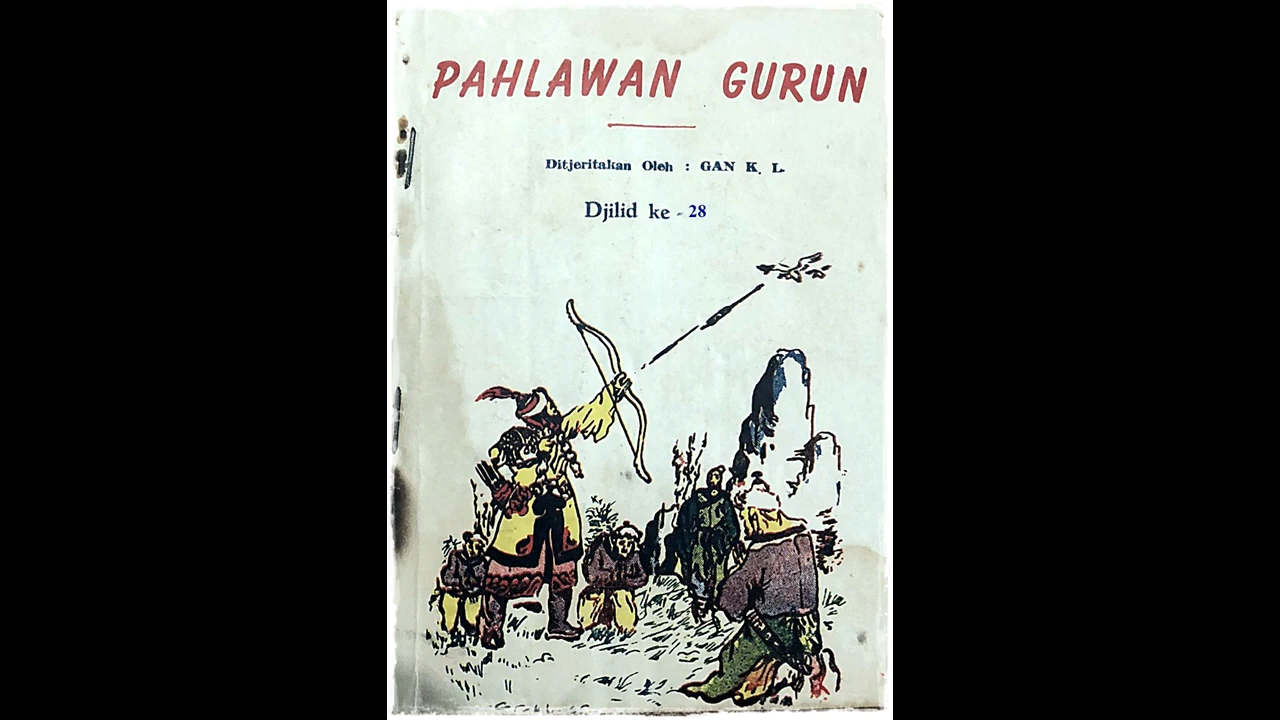 PAHLAWAN GURUN
Ditjeritakan Oleh : GAN K. L.
Djilid ke - 28